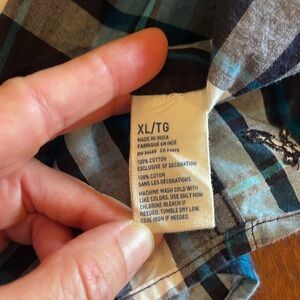 XL/TG
MADE IN INDIA
FABRIQUÉ EN INDE
100% COTTON
EXCLUSIVE OF DECORATION
100% COTON
SANS LES DÉCORATIONS
MACHINE WASH COLD WITH
LIKE COLORS. USE ONLY NON
CHLORINE BLEACH IF
NEEDED. TUMBLE DRY LOW.
COOL IRON IF NEEDED